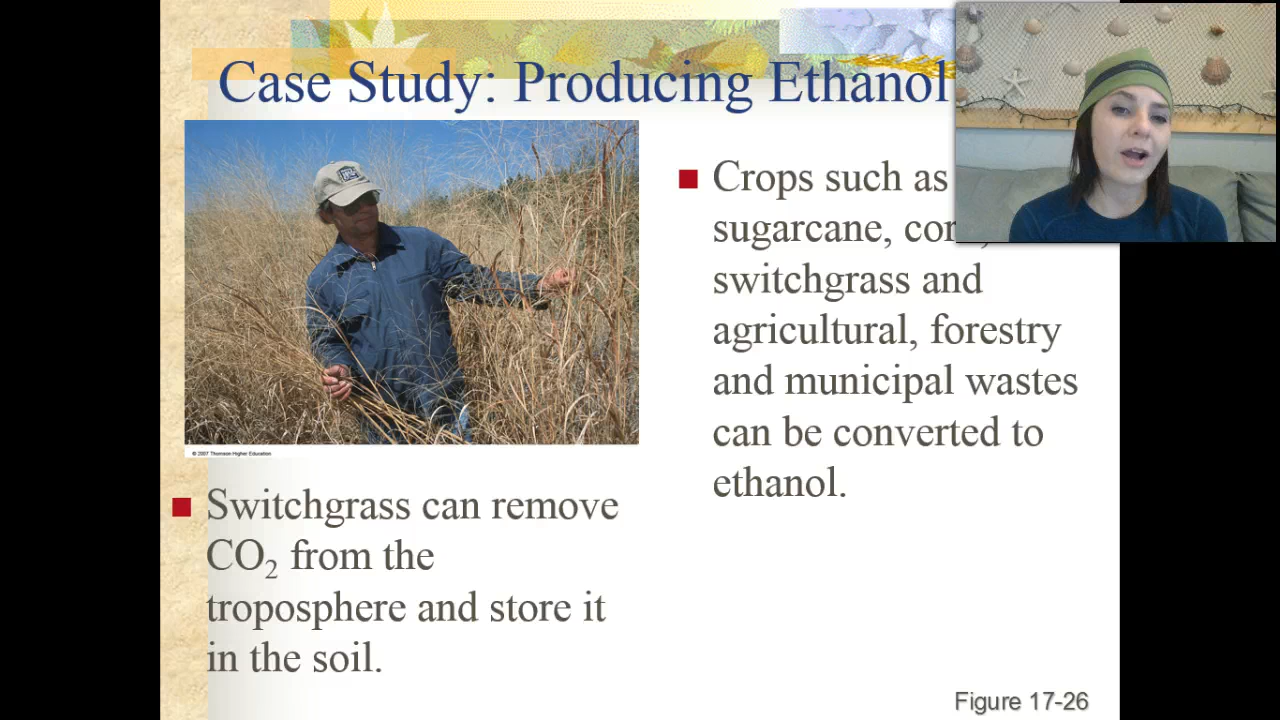 Case Study: Producing Ethanol
© 2007 Thomson Higher Education
Switchgrass can remove
CO₂ from the
troposphere and store it
in the soil.
Crops such as
sugarcane,
switchgrass and
agricultural, forestry
and municipal wastes
can be converted to
ethanol.
Figure 17-26